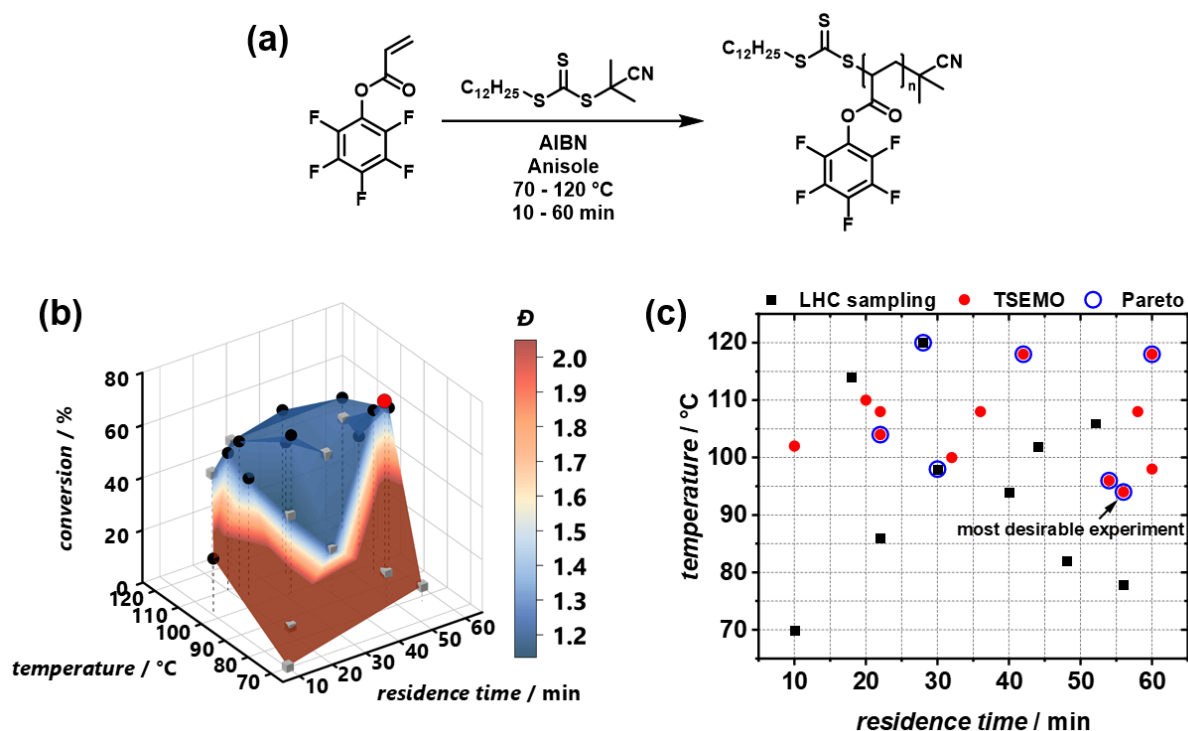 (a)
O
O
F
F
F
F
F
C12H25
S
S
S
CN
AIBN
Anisole
70 - 120 °C
10 - 60 min
C12H25
S
S
S
n
CN
O
O
F
F
F
F
F
(b)
Đ
2.0
1.9
1.8
1.7
1.6
1.5
1.4
1.3
1.2
80
60
40
20
0
conversion / %
120
110
100
90
80
70
temperature / °C
10
20
30
40
50
60
residence time / min
(c)
LHC sampling TSEMO Pareto
120
110
100
90
80
70
temperature / °C
most desirable experiment
10 20 30 40 50 60
residence time / min